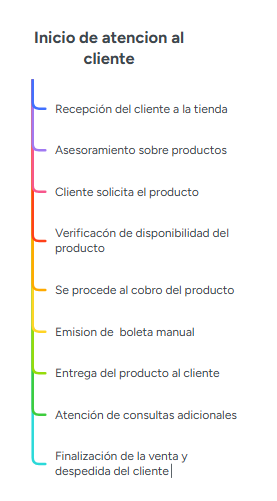 Inicio de atencion al
cliente
Recepción del cliente a la tienda
Asesoramiento sobre productos
Cliente solicita el producto
Verificacón de disponibilidad del
producto
Se procede al cobro del producto
Emision de  boleta manual
Entrega del producto al cliente
Atención de consultas adicionales
Finalización de la venta y
despedida del cliente